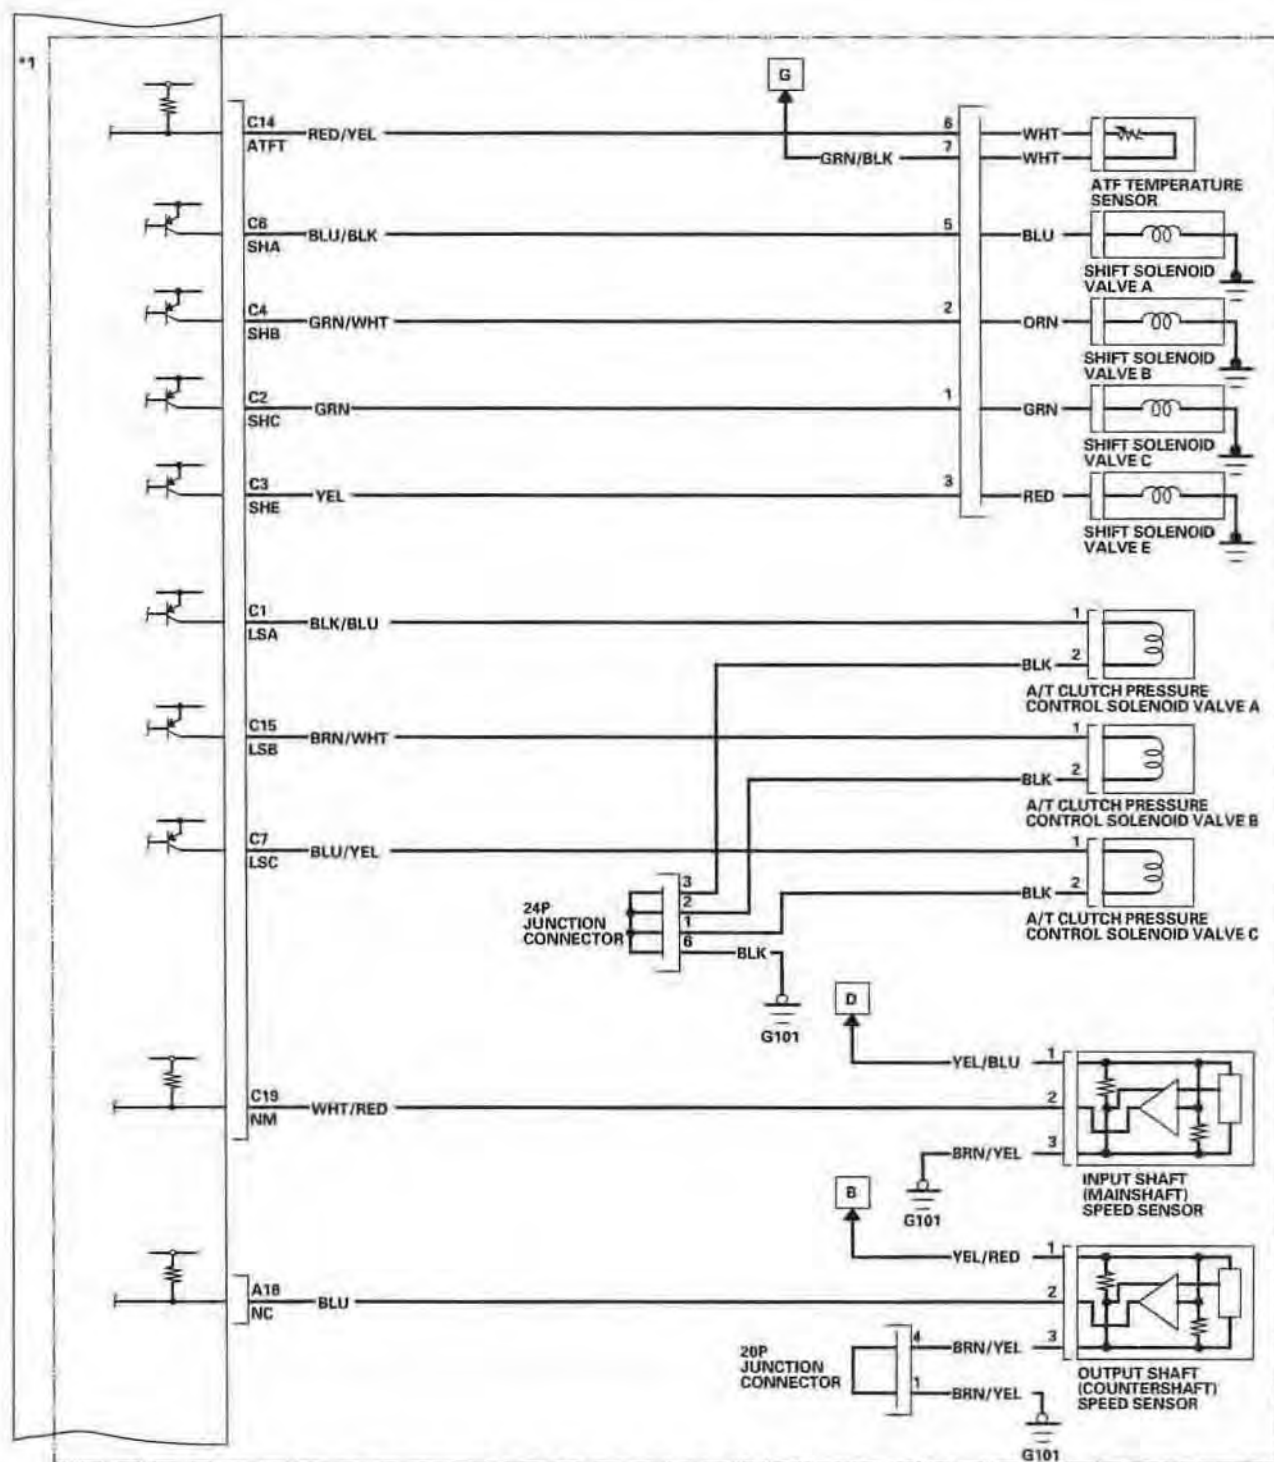 *1
G
C14
ATFT
RED/YEL
6
WHT
GRN/BLK
7
WHT
ATF TEMPERATURE
SENSOR
C6
SHA
BLU/BLK
5
BLU
SHIFT SOLENOID
VALVE A
C4
SHB
GRN/WHT
2
ORN
SHIFT SOLENOID
VALVE B
C2
SHC
GRN
1
GRN
SHIFT SOLENOID
VALVE C
C3
SHE
YEL
3
RED
SHIFT SOLENOID
VALVE E
C1
LSA
BLK/BLU
1
BLK
2
A/T CLUTCH PRESSURE
CONTROL SOLENOID VALVE A
C15
LSB
BRN/WHT
1
BLK
2
A/T CLUTCH PRESSURE
CONTROL SOLENOID VALVE B
C7
LSC
BLU/YEL
1
BLK
2
A/T CLUTCH PRESSURE
CONTROL SOLENOID VALVE C
24P
JUNCTION
CONNECTOR
3
2
1
6
BLK
G101
D
YEL/BLU
1
C19
NM
WHT/RED
2
BRN/YEL
3
G101
INPUT SHAFT
(MAINSHAFT)
SPEED SENSOR
B
YEL/RED
1
A18
NC
BLU
2
20P
JUNCTION
CONNECTOR
4
BRN/YEL
3
1
BRN/YEL
G101
OUTPUT SHAFT
(COUNTERSHAFT)
SPEED SENSOR